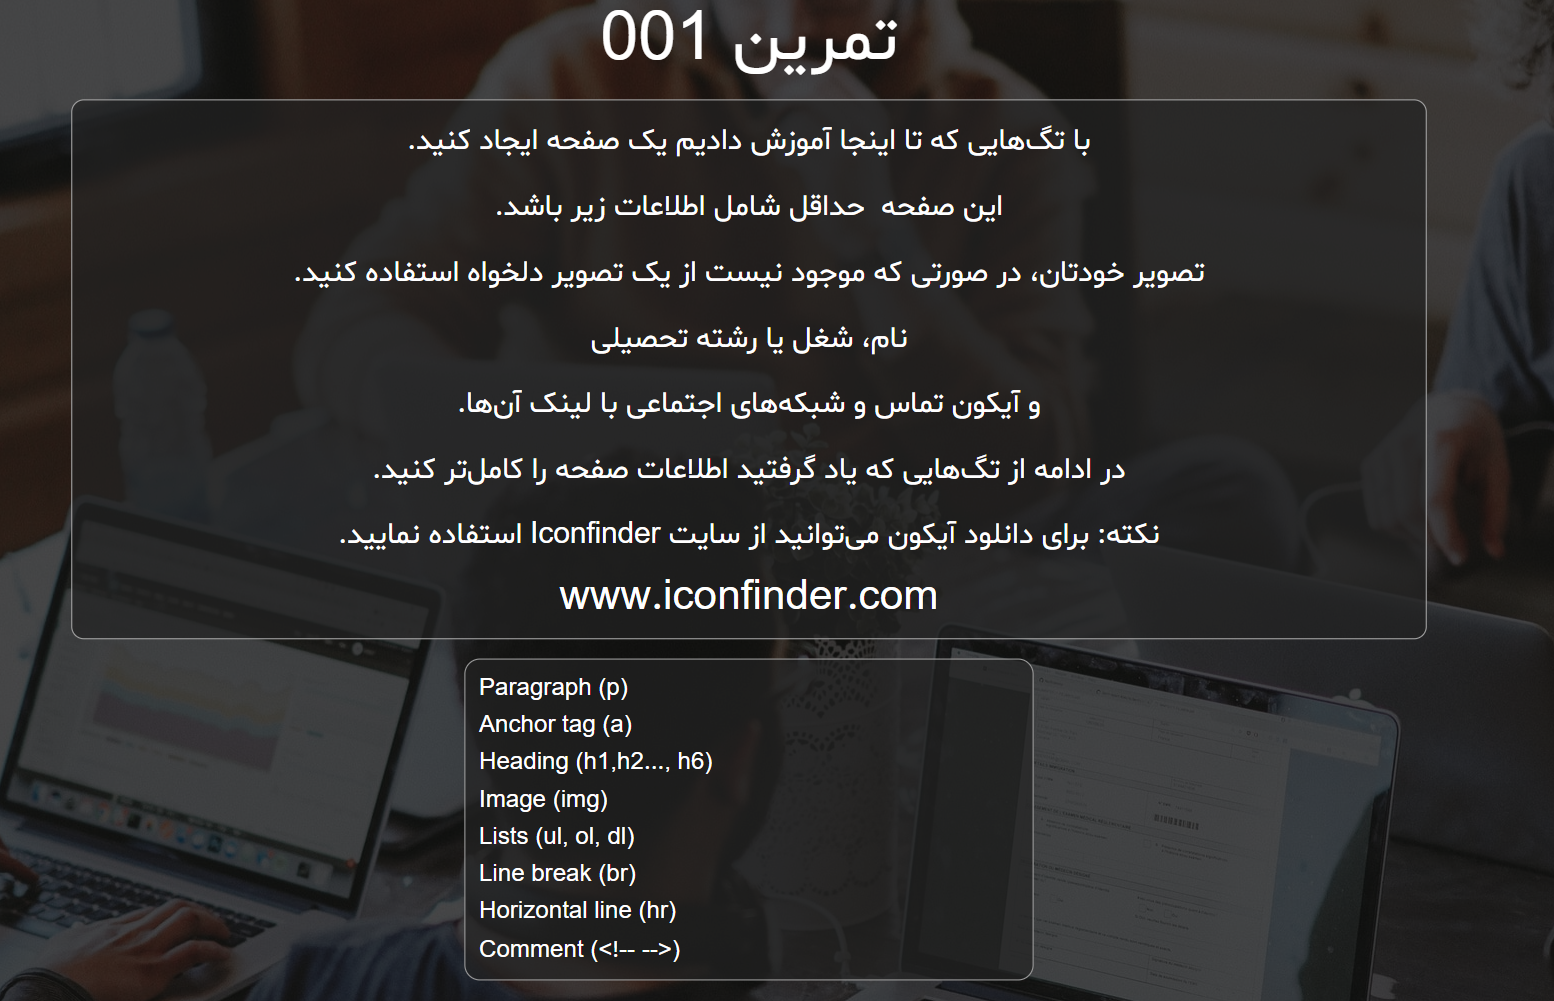 تمرین 001
با تگ‌هایی که تا اینجا آموزش دادیم یک صفحه ایجاد کنید.
این صفحه  حداقل شامل اطلاعات زیر باشد.
تصویر خودتان، در صورتی که موجود نیست از یک تصویر دلخواه استفاده کنید.
نام، شغل یا رشته تحصیلی
و آیکون تماس و شبکه‌های اجتماعی با لینک آن‌ها.
در ادامه از تگ‌هایی که یاد گرفتید اطلاعات صفحه را کامل‌تر کنید.
نکته: برای دانلود آیکون می‌توانید از سایت Iconfinder استفاده نمایید.
www.iconfinder.com
Paragraph (p)
Anchor tag (a)
Heading (h1,h2..., h6)
Image (img)
Lists (ul, ol, dl)
Line break (br)
Horizontal line (hr)
Comment (<!-- -->)